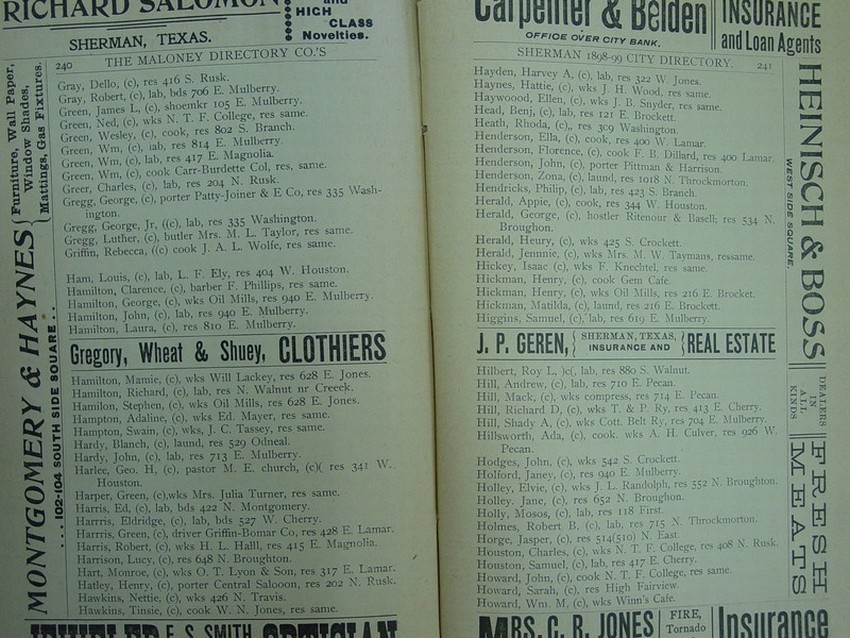 RICHARD SALOMON
and
HIGH
CLASS
Novelties.
SHERMAN, TEXAS.
240 THE MALONEY DIRECTORY CO.'S
Gray, Dello, (c), res 416 S. Rusk.
Gray, Robert, (c), lab, bds 706 E. Mulberry.
Green, James L, (c), shoemkr 105 E. Mulberry.
Green, Ned, (c), wks N. T. F. College, res same.
Green, Wesley, (c), cook, res 802 S. Branch.
Green, Wm, (c), lab, res 814 E. Mulberry.
Green, Wm, (c), lab, res 417 E. Magnolia.
Green, Wm, (c), cook Carr-Burdette Col, res, same.
Greer, Charles, (c), lab, res 204 N. Rusk.
Gregg, George, (c), porter Patty-Joiner & E Co, res 335 Wash-
ington.
Gregg, George, Jr, ((c), lab, res 335 Washington.
Gregg, Luther, (c), butler Mrs. M. L. Taylor, res same.
Griffin, Rebecca, ((c) cook J. A. L. Wolfe, res same.
Ham, Louis, (c), lab, L. F. Ely, res 404 W. Houston.
Hamilton, Clarence, (c), barber F. Phillips, res same.
Hamilton, George, (c), wks Oil Mills, res 940 E. Mulberry.
Hamilton, John, (c), lab, res 940 E. Mulberry.
Hamilton, Laura, (c), res 810 E. Mulberry.
Gregory, Wheat & Shuey, CLOTHIERS
Hamilton, Mamie, (c), wks Will Lackey, res 628 E. Jones.
Hamilton, Richard, (c), lab, res N. Walnut nr Creeek.
Hamilon, Stephen, (c), wks Oil Mills, res 628 E. Jones.
Hampton, Adaline, (c), wks Ed. Mayer, res same.
Hampton, Swain, (c), wks, J. C. Tassey, res same.
Hardy, Blanch, (c), laund, res 529 Odneal.
Hardy, John, (c), lab, res 713 E. Mulberry.
Harlee, Geo. H, (c), pastor M. E. church, (c)( res 341 W.
Houston.
Harper, Green, (c),wks Mrs. Julia Turner, res same.
Harris, Ed, (c), lab, bds 422 N. Montgomery.
Harrris, Eldridge, (c), lab, bds 527 W. Cherry.
Harrris, Green, (c), driver Griffin-Bomar Co, res 428 E. Lamar.
Harris, Robert, (c), wks H. L. Halll, res 415 E. Magnolia.
Harrison, Lucy, (c), res 648 N. Broughton.
Hart, Monroe, (c), wks O. T. Lyon & Son, res 317 E. Lamar.
Hatley, Henry, (c), porter Central Salooon, res 202 N. Rusk.
Hawkins, Nettie, (c), wks 426 N. Travis.
Hawkins, Tinsie, (c), cook W. N. Jones, res same.
E. S. SMITH
MONTGOMERY & HAYNES
Furniture, Wall Paper,
Window Shades,
Mattings, Gas Fixtures.
... 102-104 SOUTH SIDE SQUARE ..
Carpenter & Belden
OFFICE OVER CITY BANK.
INSURANCE
and Loan Agents
SHERMAN 1898-99 CITY DIRECTORY. 241
Hayden, Harvey A, (c), lab, res 322 W. Jones.
Haynes, Hattie, (c), wks J. H. Wood, res same.
Haywoood, Ellen, (c), wks J. B. Snyder, res same.
Head, Benj, (c), lab, res 121 E. Brockett.
Heath, Rhoda, (c),, res 309 Washington.
Henderson, Ella, (c), cook, res 400 W. Lamar.
Henderson, Florence, (c), cook F. B. Dillard, res 400 Lamar.
Henderson, John, (c), porter Pittman & Harrison.
Henderson, Zona, (c), laund, res 1018 N. Throckmorton.
Hendricks, Philip, (c), lab, res 423 S. Branch.
Herald, Appie, (c), cook, res 344 W. Houston.
Herald, George, (c), hostler Ritenour & Basell; res 534 N.
Broughon.
Herald, Heury, (c), wks 425 S. Crockett.
Herald, Jennnie, (c), wks Mrs. M. W. Taymans, ressame.
Hickey, Isaac (c), wks F. Knechtel, res same.
Hickman, Henry, (c), cook Gem Cafe.
Hickman, Henry, (c), wks Oil Mills, res 216 E. Brocket.
Hickman, Matilda, (c), laund, res 216 E. Brockett.
Higgins, Samuel, (c), lab, res 619 E. Mulberry.
J. P. GEREN, SHERMAN, TEXAS, INSURANCE AND REAL ESTATE
Hilbert, Roy L, )c(, lab, res 880 S. Walnut.
Hill, Andrew, (c), lab, res 710 E. Pecan.
Hill, Mack, (c), wks compress, res 714 E. Pecan.
Hill, Richard D, (c), wks T. & P. Ry, res 413 E. Cherry.
Hill, Shady A, (c), wks Cott. Belt Ry, res 704 E. Mulberry.
Hillsworth, Ada, (c), cook. wks A. H. Culver, res 926 W.
Pecan.
Hodges, John, (c), wks 542 S. Crockett.
Holford, Janey, (c), res 940 E. Mulberry.
Holley, Elvie, (c), wks J. L. Randolph, res 552 N. Broughton.
Holley. Jane, (c), res 652 N. Broughon.
Holly, Mosos, (c), lab, res 118 First.
Holmes, Robert B, (c), lab, res 715 N. Throckmorton.
Horge, Jasper, (c), res 514(510) N. East.
Houston, Charles, (c), wks N. T. F. College, res 408 N. Rusk.
Houston, Samuel, (c), lab, res 417 E. Cherry.
Howard, John, (c), cook N. T. F. College, res same.
Howard, Sarah, (c), res High Fairview.
Howard, Wm. M, (c), wks Winn's Cafe.
MRS. C. R. JONES
FIRE,
Tornado
Insurance
HEINISCH & BOSS
WEST SIDE SQUARE.
DEALERS
IN
ALL
KINDS
FRESH
MEATS